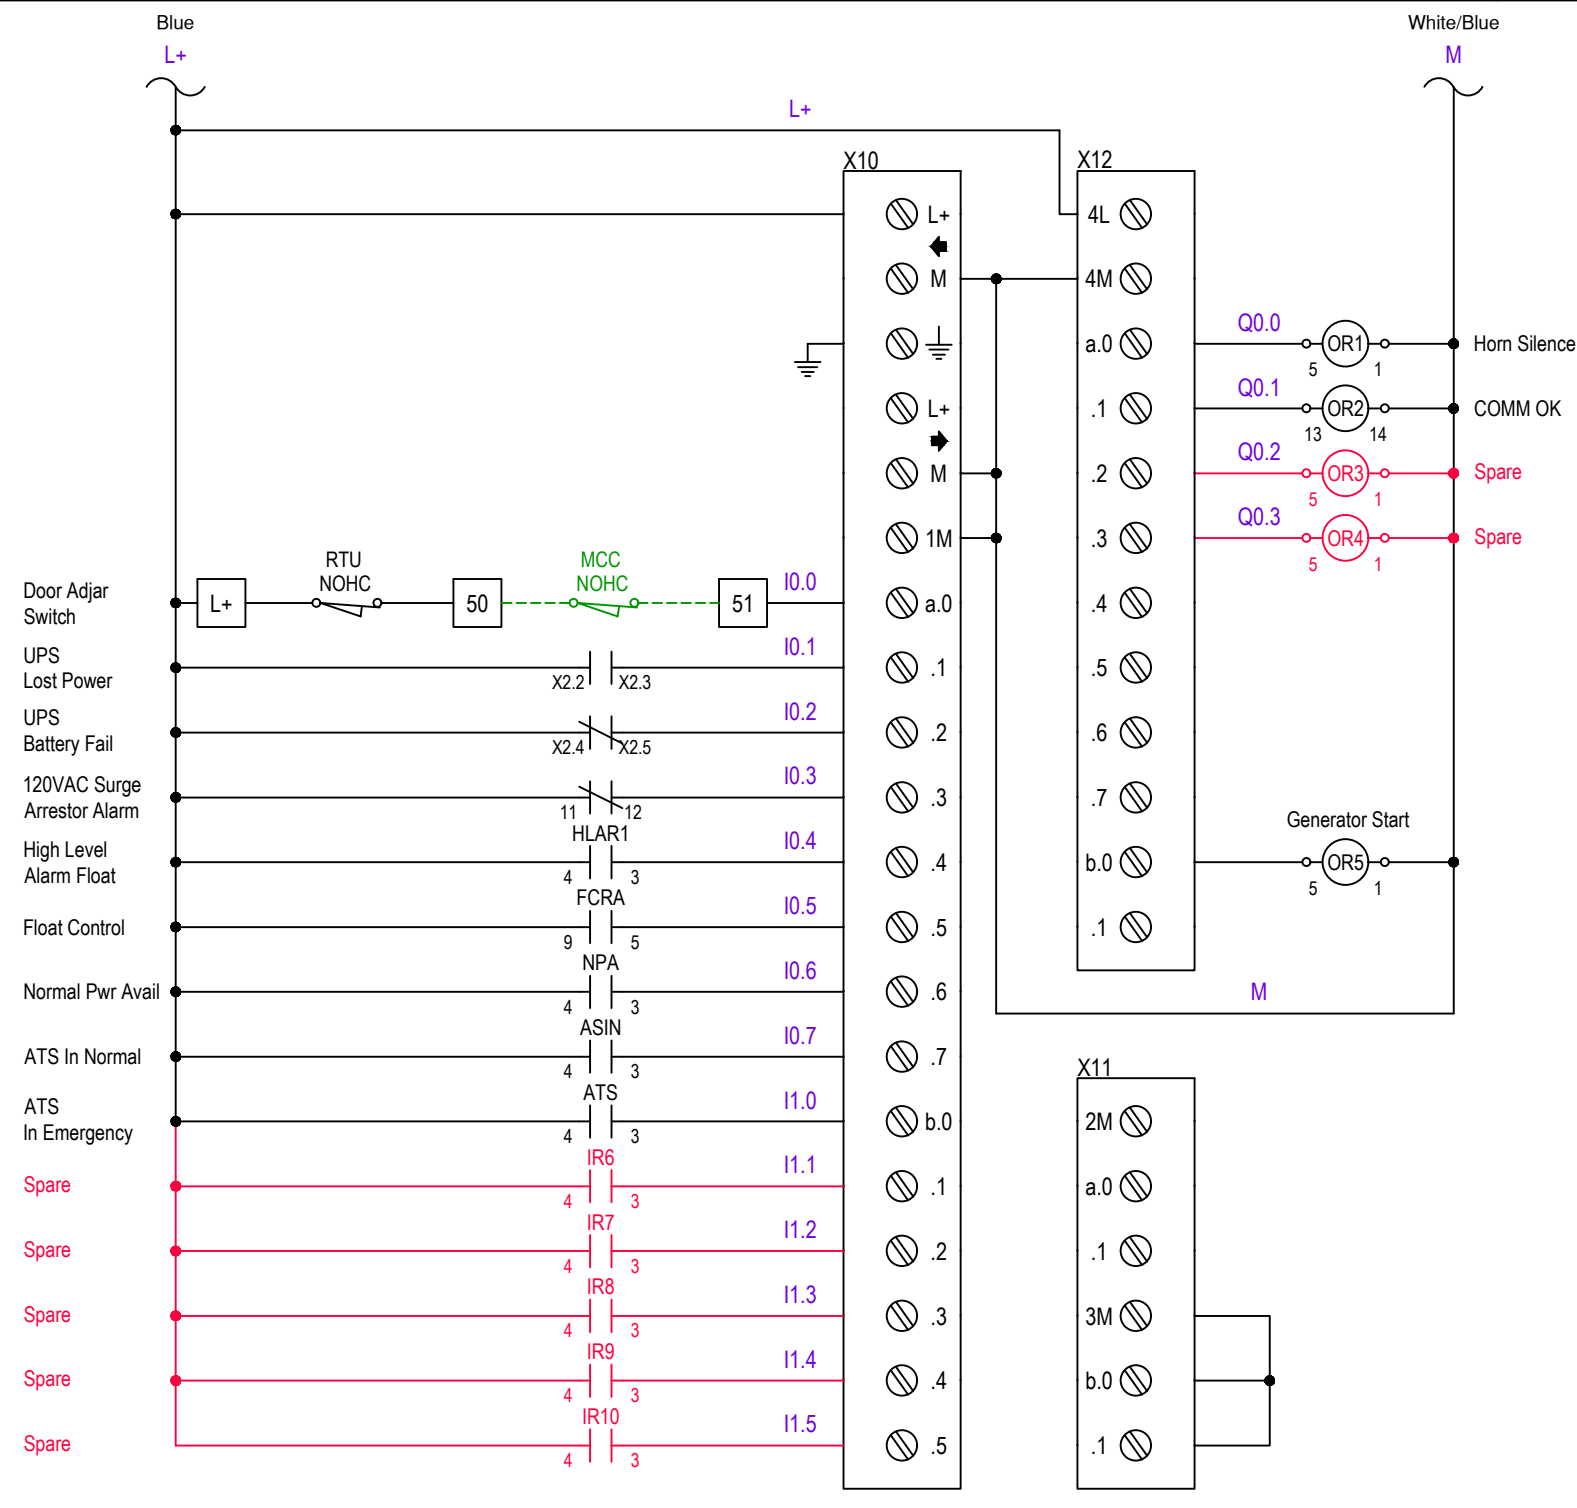 Blue
White/Blue
L+
M
L+
X10
X12
L+
4L
M
4M
Q0.0
a.0
OR1
Horn Silence
5
1
Q0.1
L+
.1
OR2
COMM OK
13
14
Q0.2
M
.2
OR3
Spare
5
1
Q0.3
1M
.3
OR4
Spare
5
1
RTU
NOHC
MCC
NOHC
Door Adjar
Switch
L+
50
51
I0.0
a.0
.4
UPS
Lost Power
X2.2
X2.3
I0.1
.1
.5
UPS
Battery Fail
X2.4
X2.5
I0.2
.2
.6
120VAC Surge
Arrestor Alarm
11
12
I0.3
.3
.7
Generator Start
High Level
Alarm Float
HLAR1
4
3
I0.4
.4
b.0
OR5
5
1
Float Control
FCRA
9
5
I0.5
.5
.1
Normal Pwr Avail
NPA
4
3
I0.6
.6
M
ATS In Normal
ASIN
4
3
I0.7
.7
X11
ATS
In Emergency
ATS
4
3
I1.0
b.0
2M
Spare
IR6
4
3
I1.1
.1
a.0
Spare
IR7
4
3
I1.2
.2
.1
Spare
IR8
4
3
I1.3
.3
3M
Spare
IR9
4
3
I1.4
.4
b.0
Spare
IR10
4
3
I1.5
.5
.1